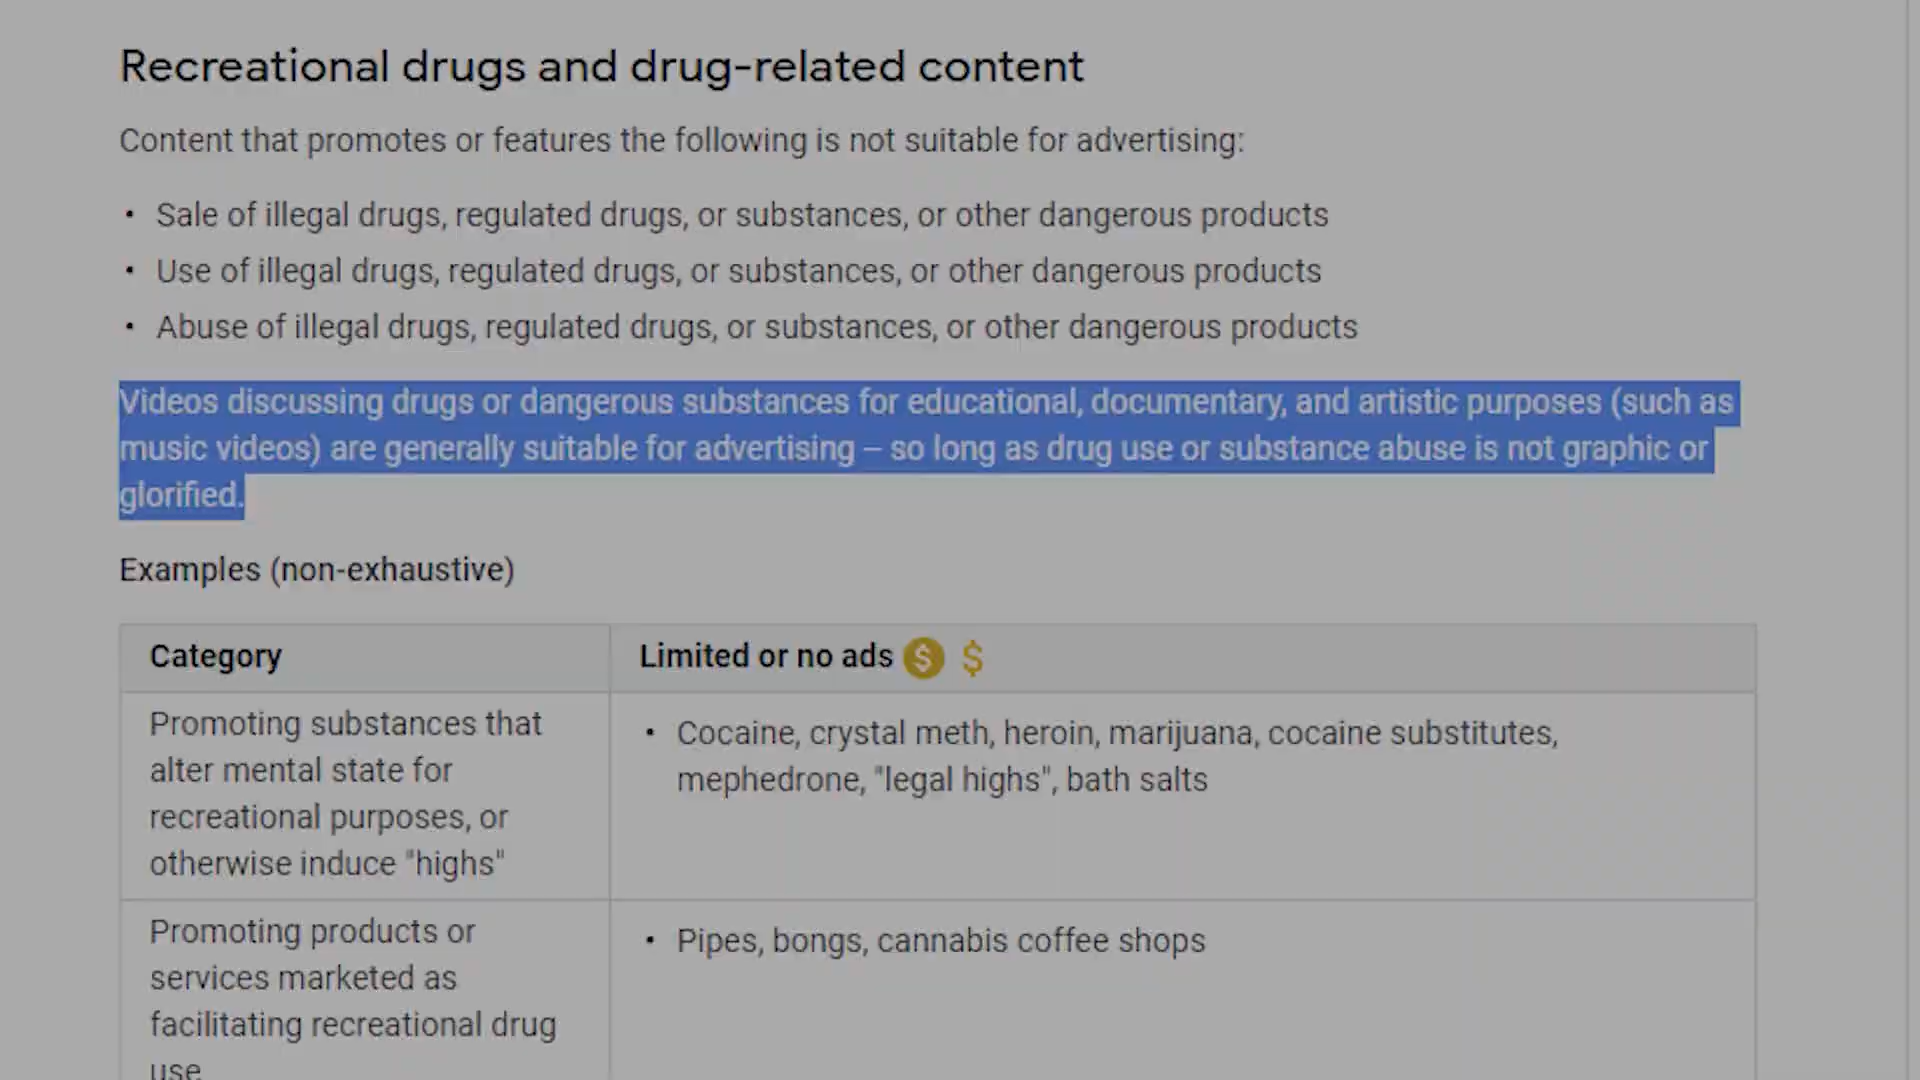 Recreational drugs and drug-related content
Content that promotes or features the following is not suitable for advertising:
• Sale of illegal drugs, regulated drugs, or substances, or other dangerous products
• Use of illegal drugs, regulated drugs, or substances, or other dangerous products
• Abuse of illegal drugs, regulated drugs, or substances, or other dangerous products
Videos discussing drugs or dangerous substances for educational, documentary, and artistic purposes (such as
music videos) are generally suitable for advertising – so long as drug use or substance abuse is not graphic or
glorified.
Examples (non-exhaustive)
Category
Limited or no ads $ $
Promoting substances that
alter mental state for
recreational purposes, or
otherwise induce "highs"
• Cocaine, crystal meth, heroin, marijuana, cocaine substitutes,
mephedrone, "legal highs", bath salts
Promoting products or
services marketed as
facilitating recreational drug
use
• Pipes, bongs, cannabis coffee shops